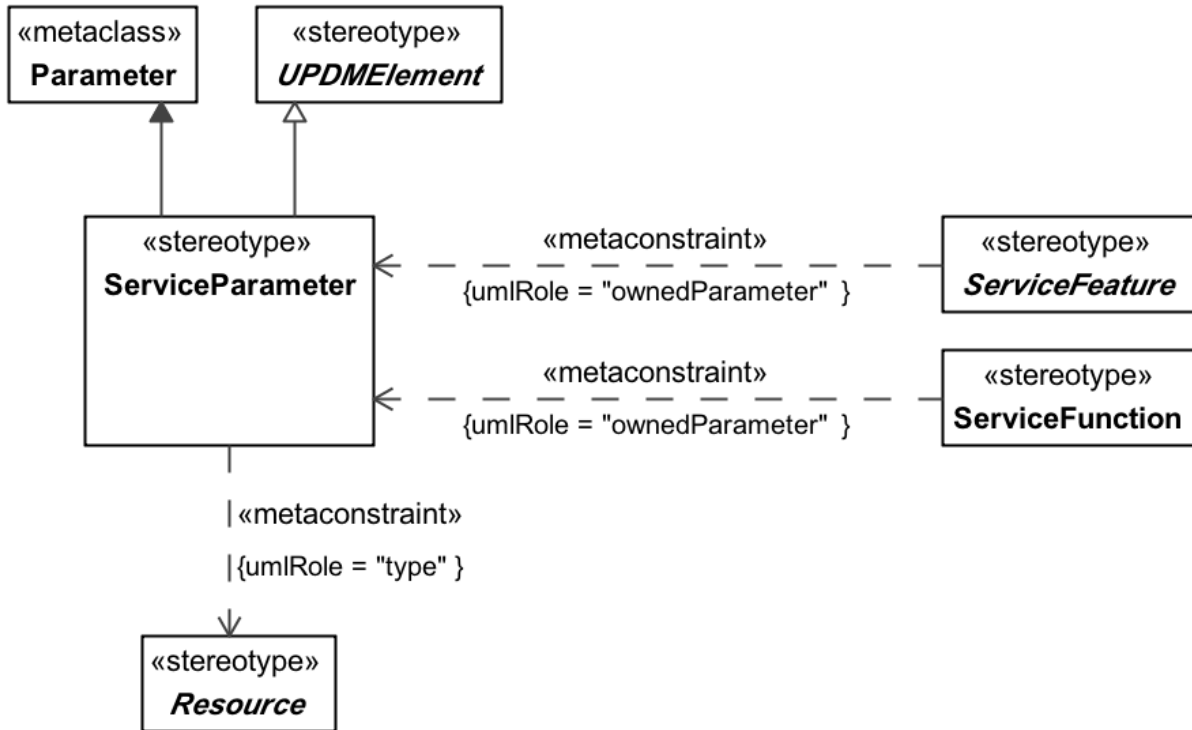 «metaclass»
Parameter
«stereotype»
UPDMElement
«stereotype»
ServiceParameter
«metaconstraint»
{umlRole = "ownedParameter" }
«stereotype»
ServiceFeature
«metaconstraint»
{umlRole = "ownedParameter" }
«stereotype»
ServiceFunction
«metaconstraint»
{umlRole = "type" }
«stereotype»
Resource